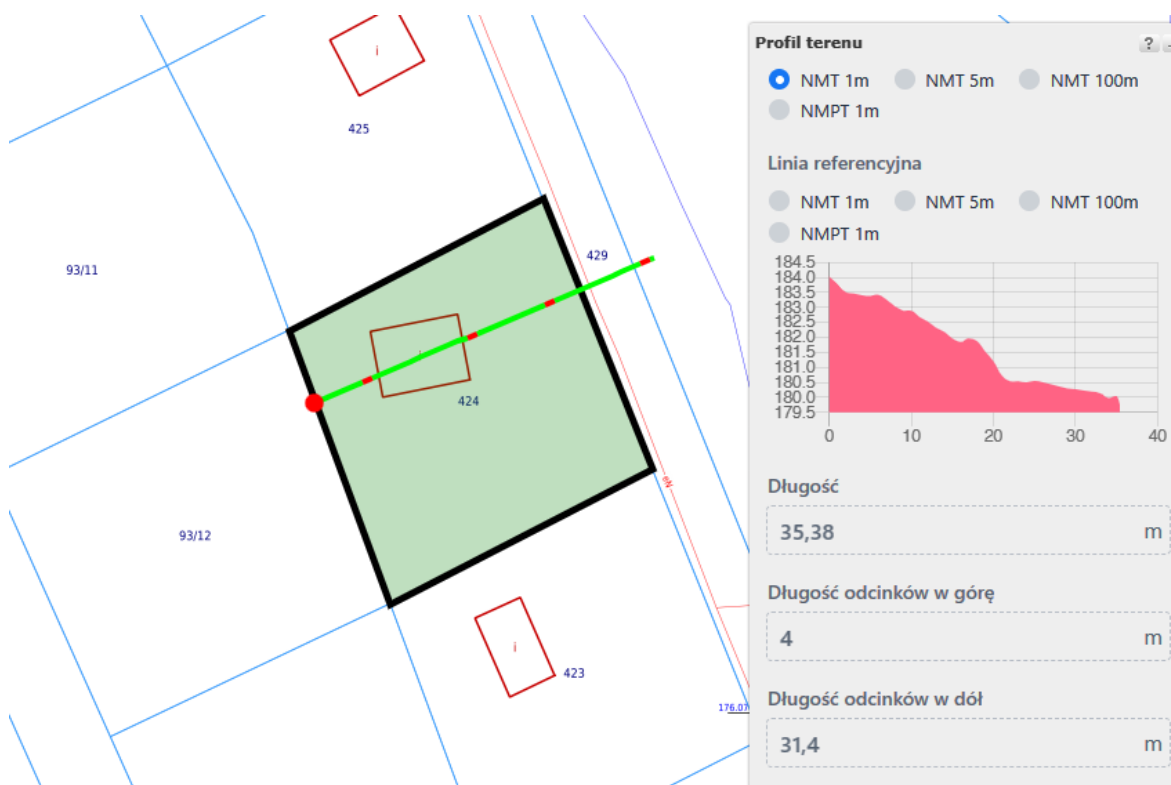 i
425
93/11
429
i
424
93/12
wA
i
423
176.07
Profil terenu
?
NMT 1m NMT 5m NMT 100m
NMPT 1m
Linia referencyjna
NMT 1m NMT 5m NMT 100m
NMPT 1m
184.5
184.0
183.5
183.0
182.5
182.0
181.5
181.0
180.5
180.0
179.5
0 10 20 30 40
Długość
35,38 m
Długość odcinków w górę
4 m
Długość odcinków w dół
31,4 m